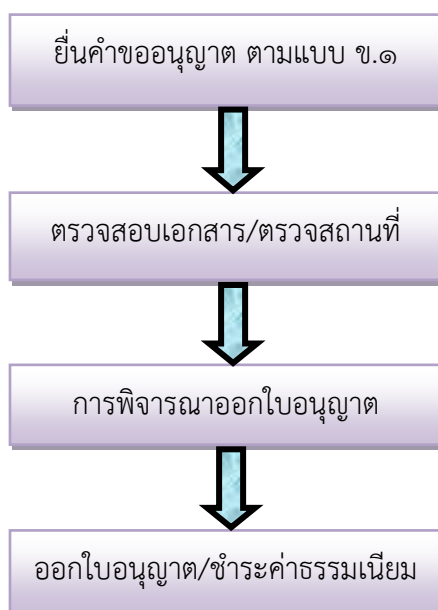 ยื่นคำขออนุญาต ตามแบบ ข.๑
ตรวจสอบเอกสาร/ตรวจสถานที่
การพิจารณาออกใบอนุญาต
ออกใบอนุญาต/ชำระค่าธรรมเนียม